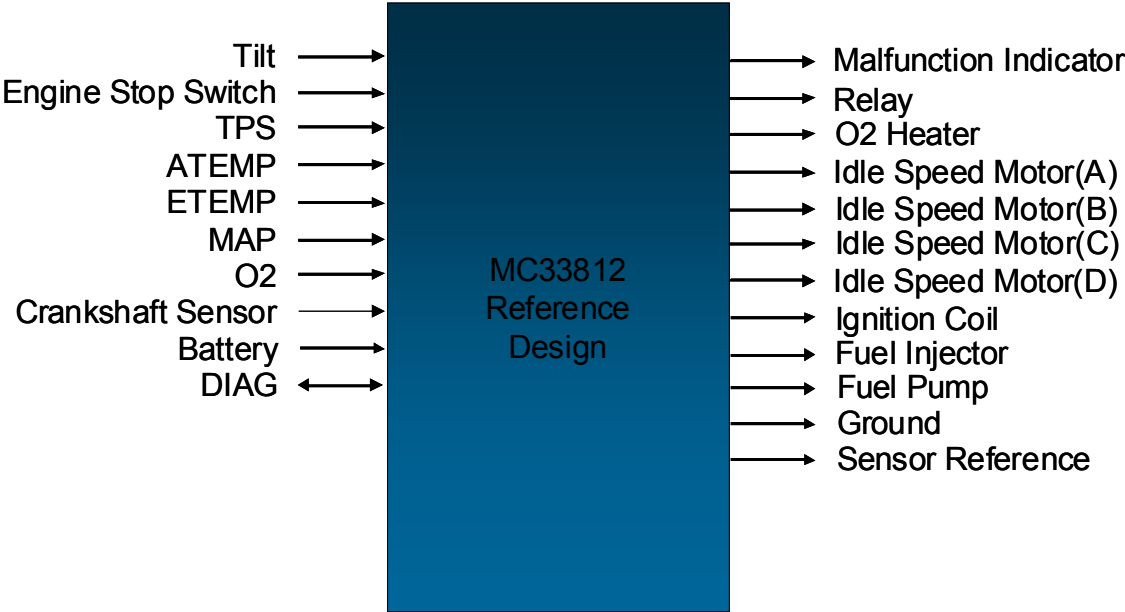 Tilt
Engine Stop Switch
TPS
ATEMP
ETEMP
MAP
O2
Crankshaft Sensor
Battery
DIAG
MC33812
Reference
Design
Malfunction Indicator
Relay
O2 Heater
Idle Speed Motor(A)
Idle Speed Motor(B)
Idle Speed Motor(C)
Idle Speed Motor(D)
Ignition Coil
Fuel Injector
Fuel Pump
Ground
Sensor Reference